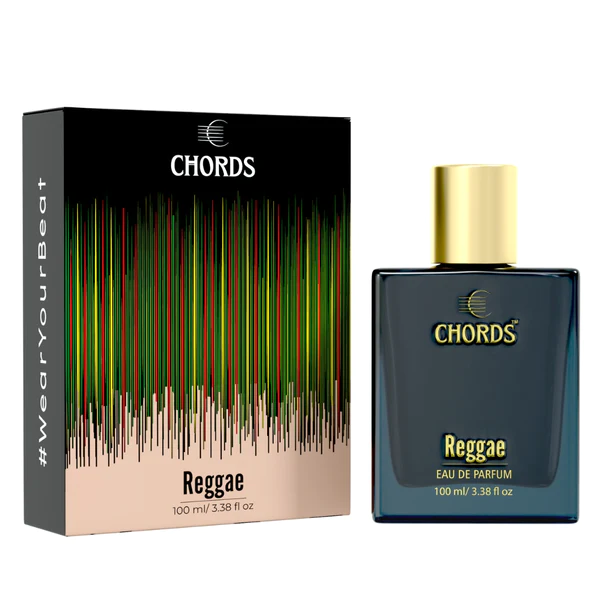 #WearYourBeat
CHORDS
Reggae
100 ml/ 3.38 fl oz
CHORDS™
Reggae
EAU DE PARFUM
100 ml/ 3.38 fl oz